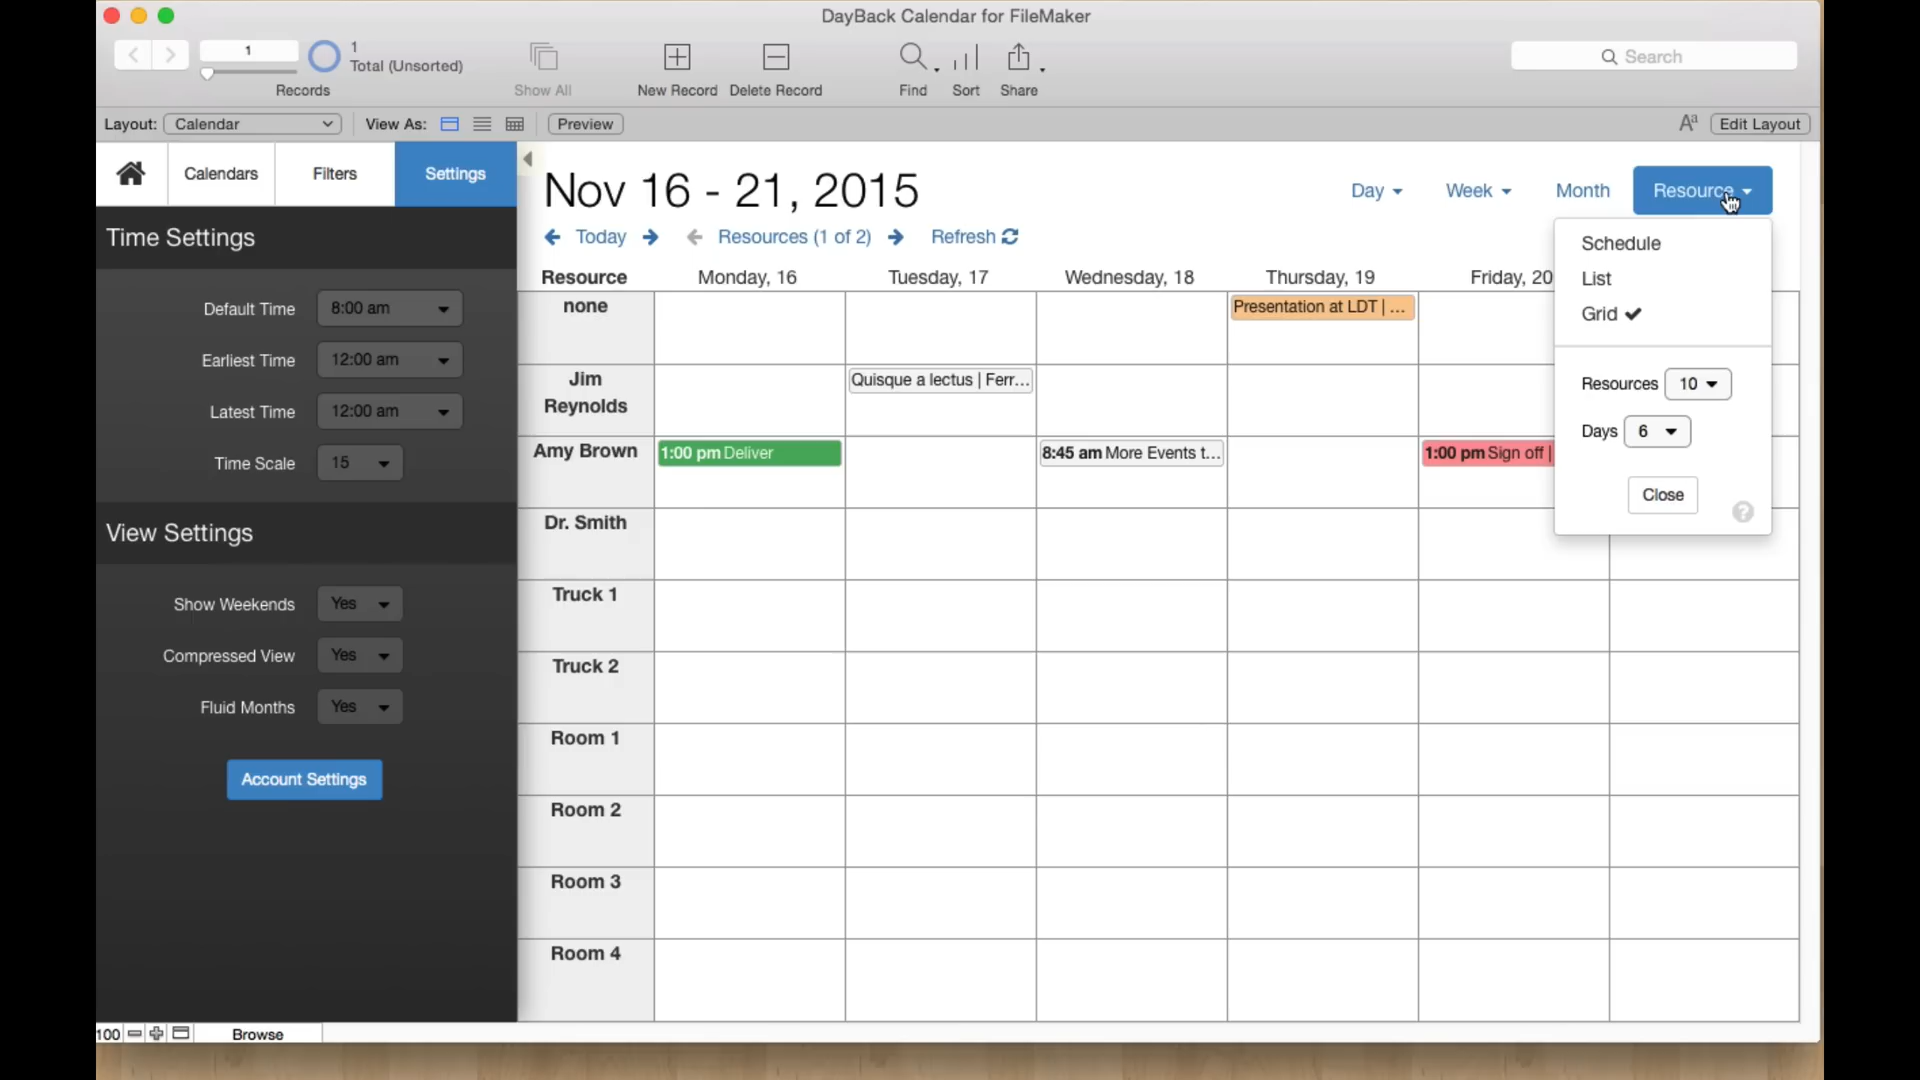 DayBack Calendar for FileMaker
1
1
Total (Unsorted)
Records
Show All
New Record
Delete Record
Find
Sort
Share
Search
Layout: Calendar
View As:
Preview
Aa
Edit Layout
Calendars
Filters
Settings
Time Settings
Default Time 8:00 am
Earliest Time 12:00 am
Latest Time 12:00 am
Time Scale 15
View Settings
Show Weekends Yes
Compressed View Yes
Fluid Months Yes
Account Settings
Nov 16 - 21, 2015
Day
Week
Month
Resource
Today
Resources (1 of 2)
Refresh
Schedule
List
Grid
Resources 10
Days 6
Close
?
Resource Monday, 16 Tuesday, 17 Wednesday, 18 Thursday, 19 Friday, 20
none
Presentation at LDT | ...
Jim
Reynolds
Quisque a lectus | Ferr...
Amy Brown
1:00 pm Deliver
8:45 am More Events t...
1:00 pm Sign off |
Dr. Smith
Truck 1
Truck 2
Room 1
Room 2
Room 3
Room 4
100
Browse